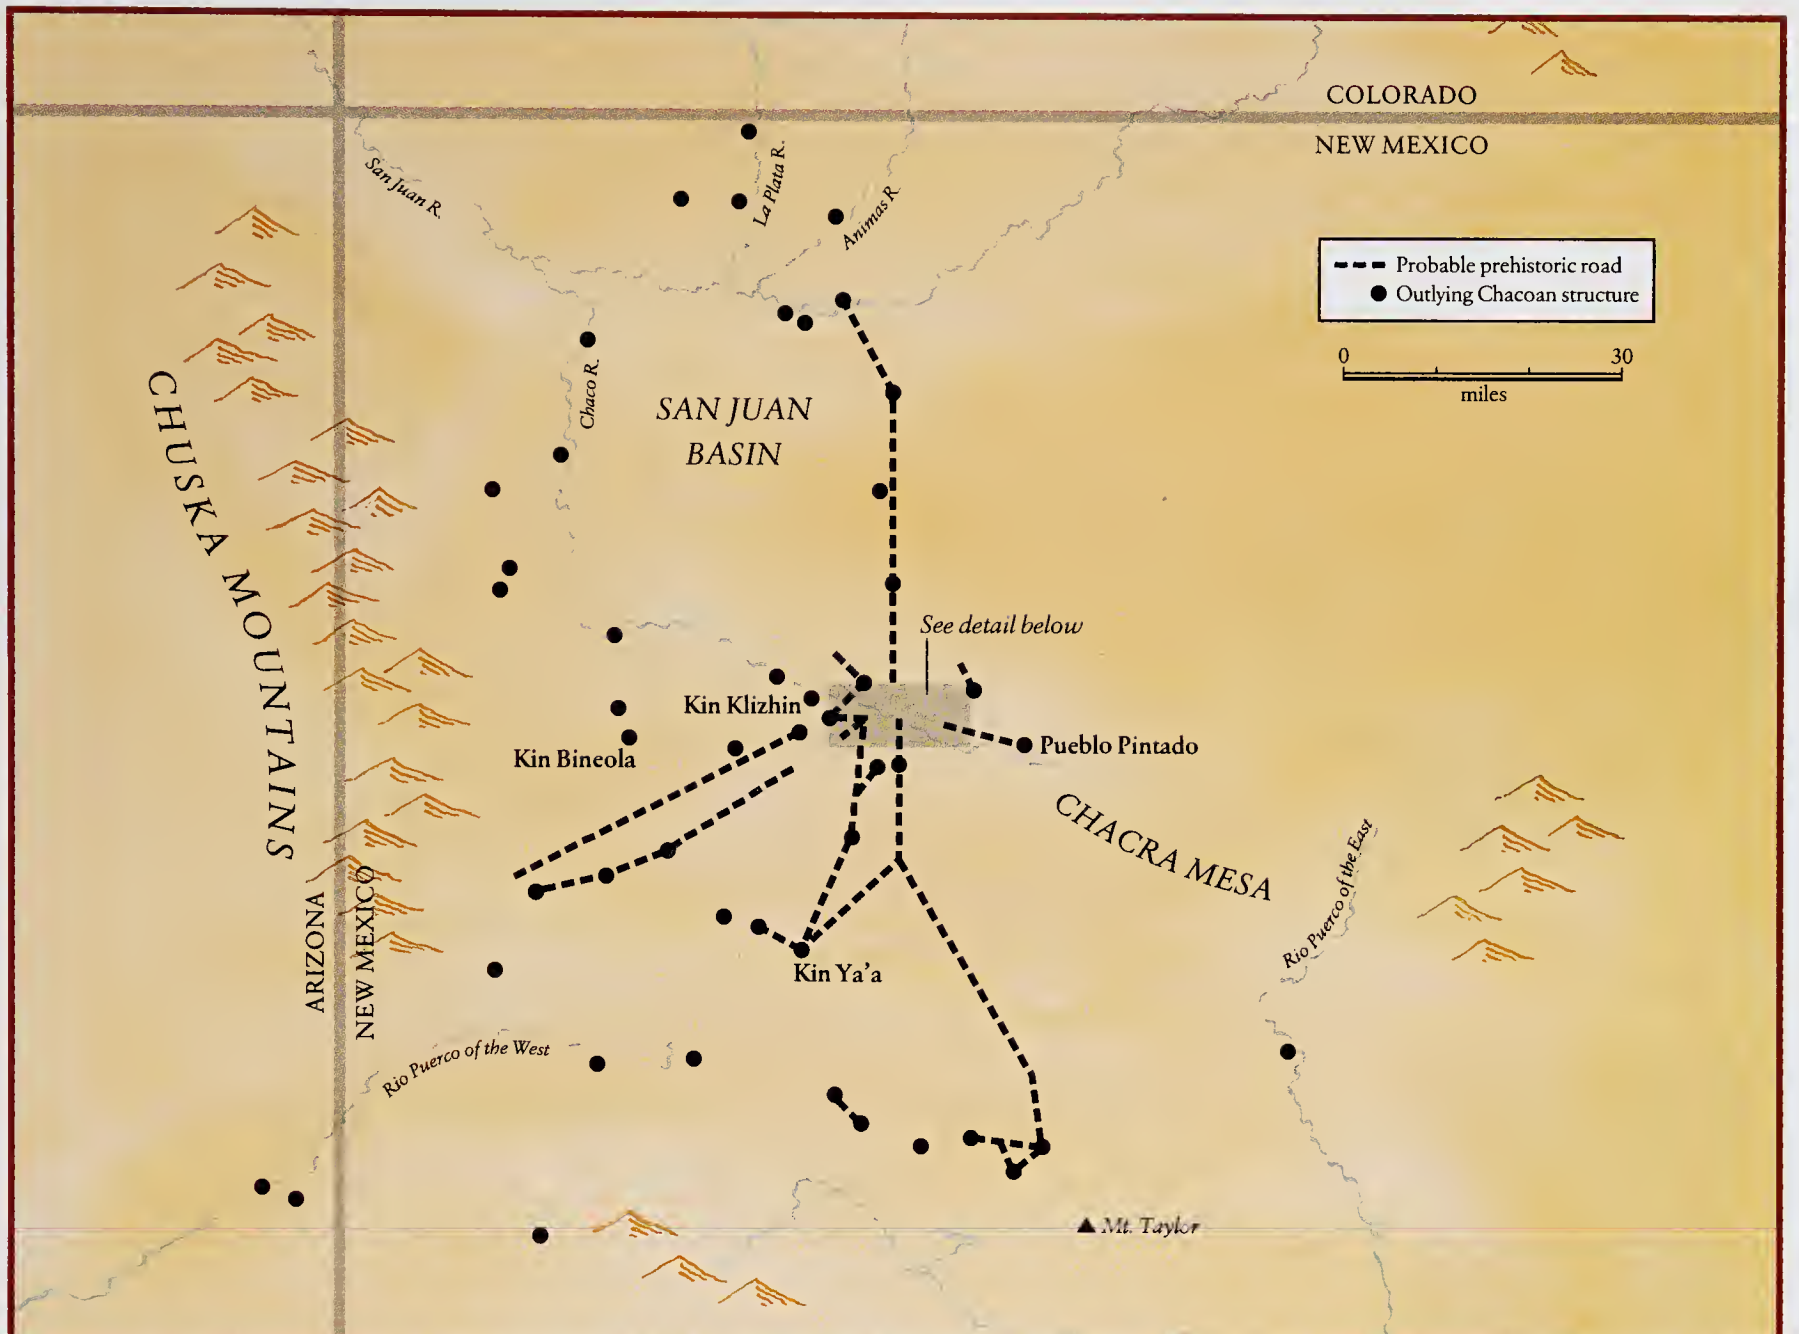 COLORADO
NEW MEXICO
San Juan R.
La Plata R.
Animas R.
Probable prehistoric road
Outlying Chacoan structure
0 30
miles
Chaco R.
SAN JUAN
BASIN
CHUSKA MOUNTAINS
See detail below
Kin Klizhin
Kin Bineola
Pueblo Pintado
CHACRA MESA
Rio Puerco of the East
ARIZONA
NEW MEXICO
Kin Ya'a
Rio Puerco of the West
Mt. Taylor